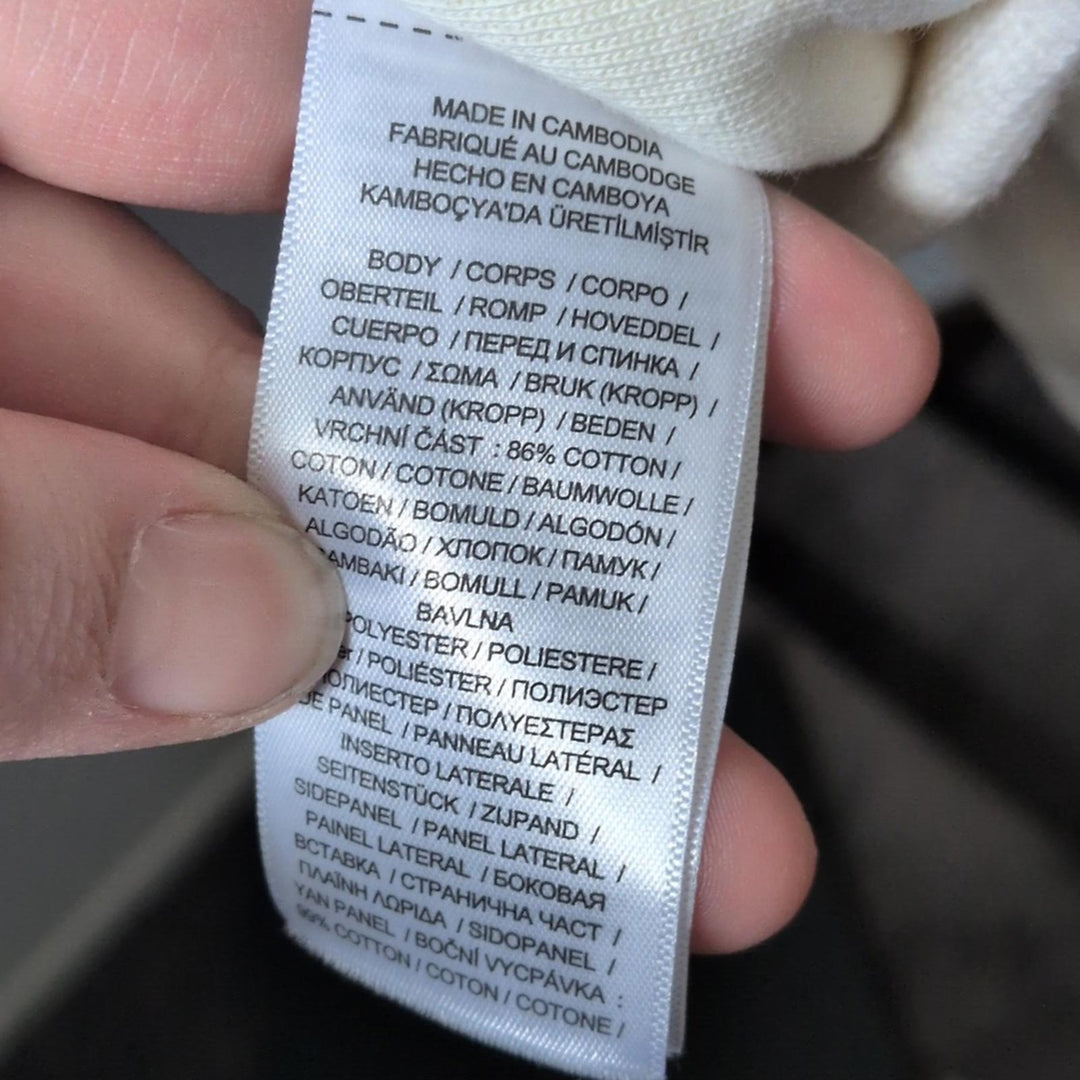 MADE IN CAMBODIA
FABRIQUÉ AU CAMBODGE
HECHO EN CAMBOYA
KAMBOÇYA'DA ÜRETİLMİŞTİR
BODY / CORPS / CORPO /
OBERTEIL / ROMP / HOVEDDEL /
CUERPO / ПЕРЕД И СПИНКА /
КОРПУС / ΣΩΜΑ / BRUK (KROPP) /
ANVÄND (KROPP) / BEDEN /
VRCHNÍ ČÁST : 86% COTTON /
COTON / COTONE / BAUMWOLLE /
KATOEN / BOMULD / ALGODÓN /
ALGODÃO / ХЛОПОК / ПАМУК /
ΑΜΒΑΚΙ / BOMULL / PAMUK /
BAVLNA
POLYESTER / POLIESTERE /
/ POLIÉSTER / ПОЛИЭСТЕР
ПОЛИЕСТЕР / ΠΟΛΥΕΣΤΕΡΑΣ
PANEL / PANNEAU LATÉRAL /
INSERTO LATERALE /
SEITENSTÜCK / ZIJPAND /
SIDEPANEL / PANEL LATERAL /
PAINEL LATERAL / БОКОВАЯ
ВСТАВКА / СТРАНИЧНА ЧАСТ /
ΠΛΑΪΝΗ ΛΩΡΙΔΑ / SIDOPANEL /
YAN PANEL / BOČNÍ VYCPÁVKA :
COTTON / COTON / COTONE /